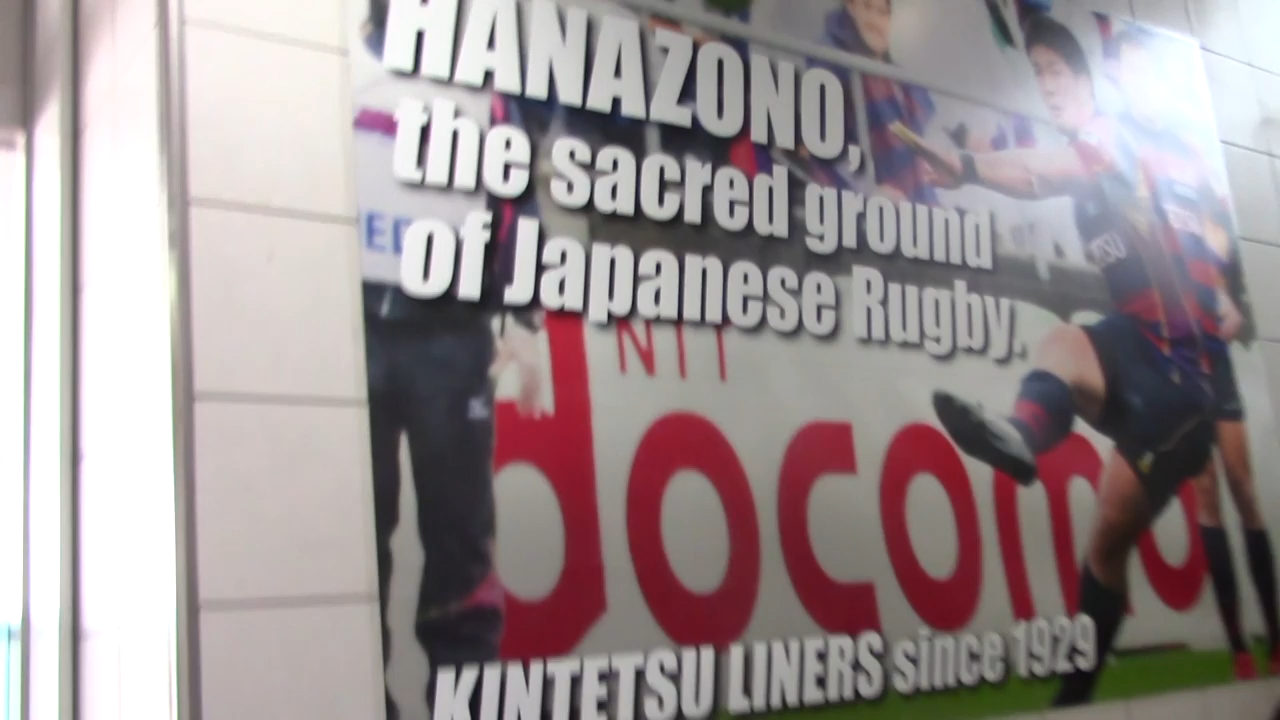 HANAZONO,
the sacred ground
of Japanese Rugby.
NTT
docomo
KINTETSU LINERS since 1929